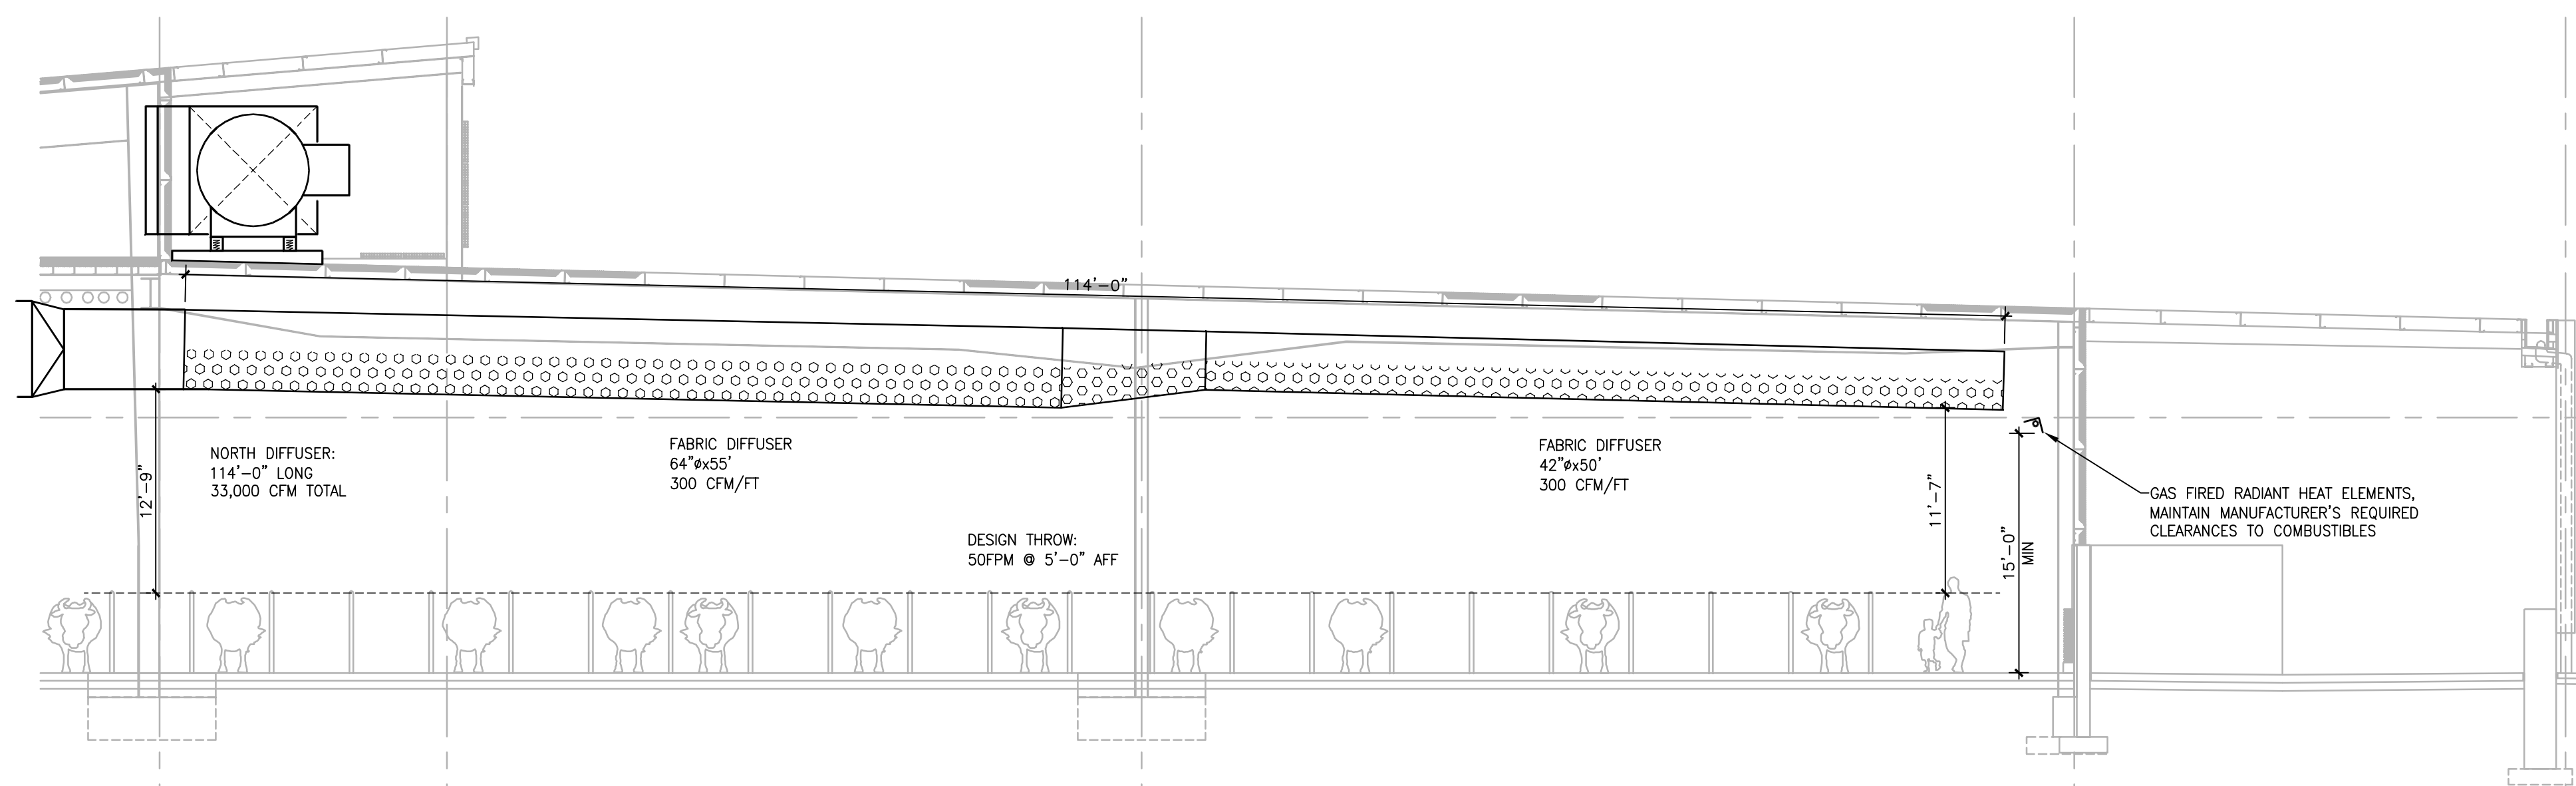 114'-0"
NORTH DIFFUSER:
114'-0" LONG
33,000 CFM TOTAL
12'-9"
FABRIC DIFFUSER
64"øx55'
300 CFM/FT
DESIGN THROW:
50FPM @ 5'-0" AFF
FABRIC DIFFUSER
42"øx50'
300 CFM/FT
11'-7"
15'-0"
MIN
GAS FIRED RADIANT HEAT ELEMENTS,
MAINTAIN MANUFACTURER'S REQUIRED
CLEARANCES TO COMBUSTIBLES